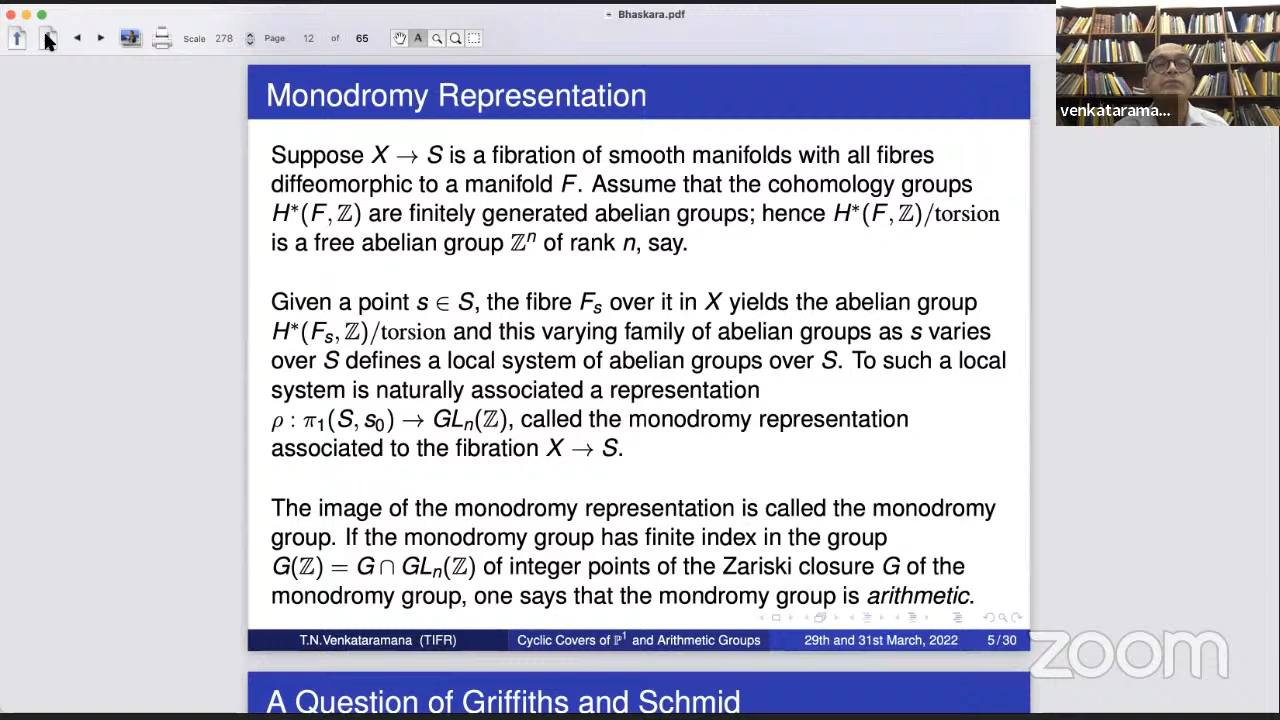 Bhaskara.pdf
Scale 278 Page 12 of 65
A
venkatarama...
Monodromy Representation
Suppose X → S is a fibration of smooth manifolds with all fibres
diffeomorphic to a manifold F. Assume that the cohomology groups
H*(F, ℤ) are finitely generated abelian groups; hence H*(F, ℤ)/torsion
is a free abelian group ℤⁿ of rank n, say.
Given a point s ∈ S, the fibre Fₛ over it in X yields the abelian group
H*(Fₛ, ℤ)/torsion and this varying family of abelian groups as s varies
over S defines a local system of abelian groups over S. To such a local
system is naturally associated a representation
ρ : π₁(S, s₀) → GLₙ(ℤ), called the monodromy representation
associated to the fibration X → S.
The image of the monodromy representation is called the monodromy
group. If the monodromy group has finite index in the group
G(ℤ) = G ∩ GLₙ(ℤ) of integer points of the Zariski closure G of the
monodromy group, one says that the mondromy group is arithmetic.
T.N.Venkataramana (TIFR) Cyclic Covers of ℙ¹ and Arithmetic Groups 29th and 31st March, 2022 5 / 30
zoom
A Question of Griffiths and Schmid